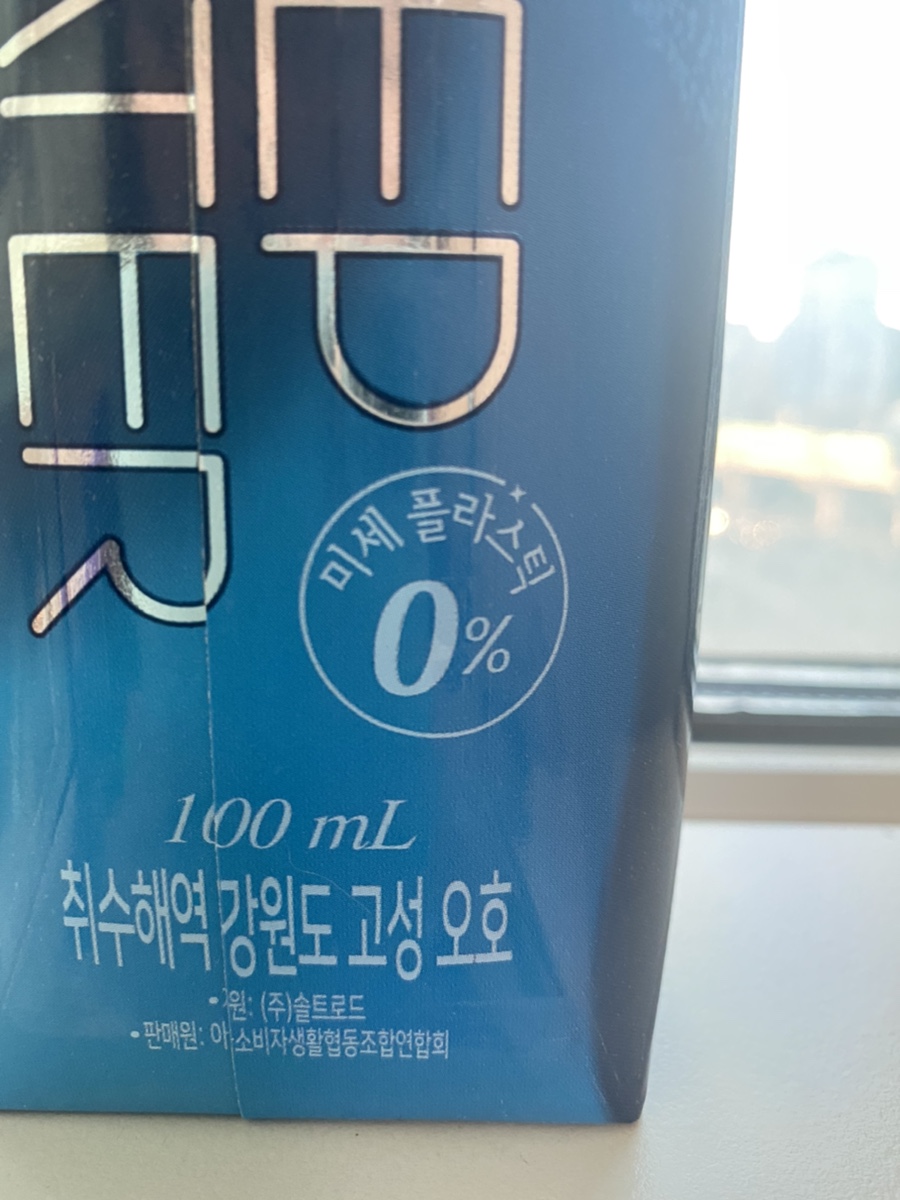 EP
TER
미세 플라스틱
0%
100 mL
취수해역 강원도 고성 오호
원: (주)솔트로드
• 판매원: 소비자생활협동조합연합회